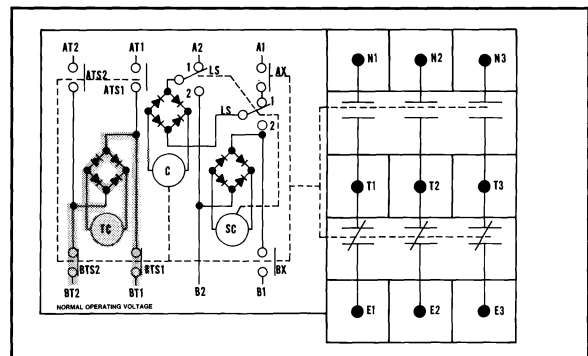 AT2 AT1 A2 A1
ATS2 ATS1 1 LS AX
2 LS 1
2
C
TC SC
BTS2 BTS1 BX
BT2 BT1 B2 B1
NORMAL OPERATING VOLTAGE
N1 N2 N3
T1 T2 T3
E1 E2 E3